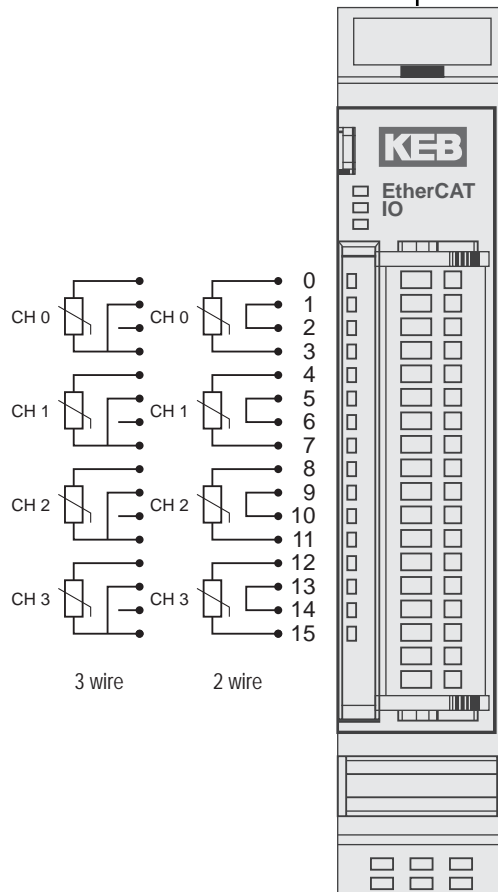 KEB
EtherCAT
IO
0
1
CH 0 CH 0 2
3
4
5
CH 1 CH 1 6
7
8
9
CH 2 CH 2 10
11
12
13
CH 3 CH 3 14
15
3 wire 2 wire